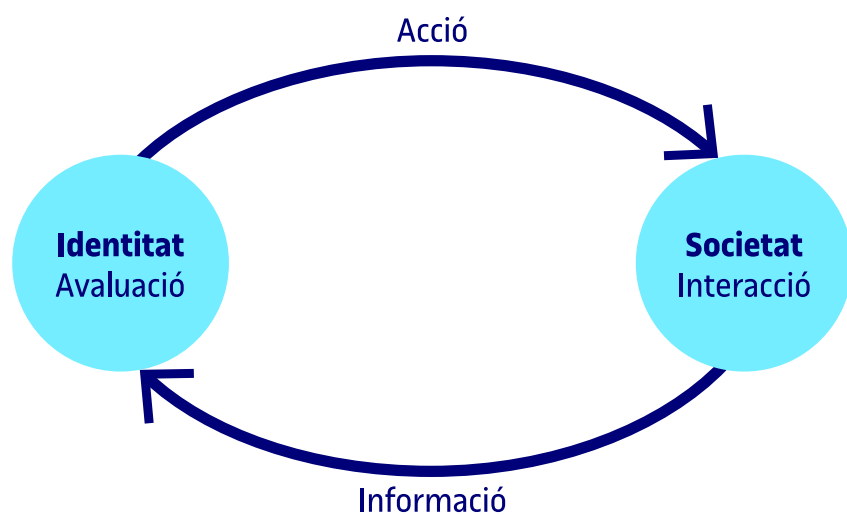 Acció
Identitat
Avaluació
Societat
Interacció
Informació